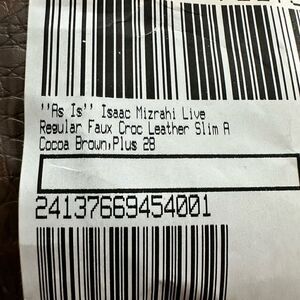 "As Is" Isaac Mizrahi Live
Regular Faux Croc Leather Slim A
Cocoa Brown,Plus 28
24137669454001